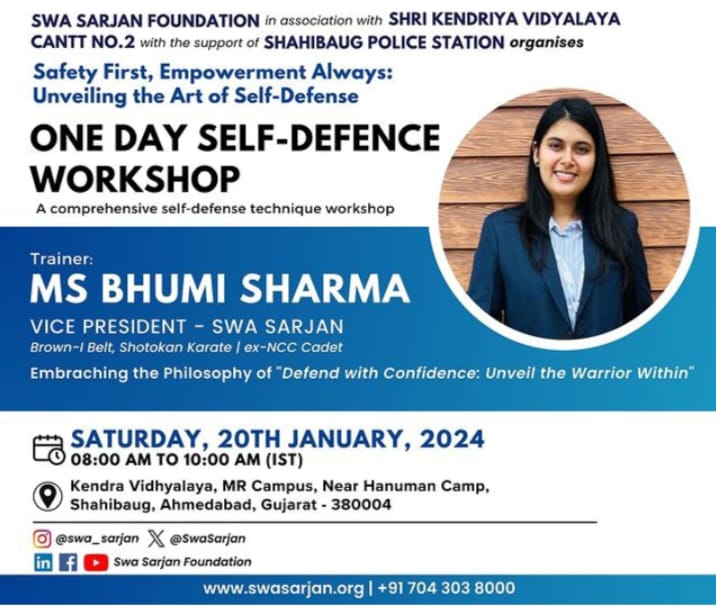 SWA SARJAN FOUNDATION in association with SHRI KENDRIYA VIDYALAYA
CANTT NO.2 with the support of SHAHIBAUG POLICE STATION organises
Safety First, Empowerment Always:
Unveiling the Art of Self-Defense
ONE DAY SELF-DEFENCE
WORKSHOP
A comprehensive self-defense technique workshop
Trainer:
MS BHUMI SHARMA
VICE PRESIDENT - SWA SARJAN
Brown-I Belt, Shotokan Karate | ex-NCC Cadet
Embraching the Philosophy of "Defend with Confidence: Unveil the Warrior Within"
SATURDAY, 20TH JANUARY, 2024
08:00 AM TO 10:00 AM (IST)
Kendra Vidhyalaya, MR Campus, Near Hanuman Camp,
Shahibaug, Ahmedabad, Gujarat - 380004
@swa_sarjan @SwaSarjan
Swa Sarjan Foundation
www.swasarjan.org | +91 704 303 8000